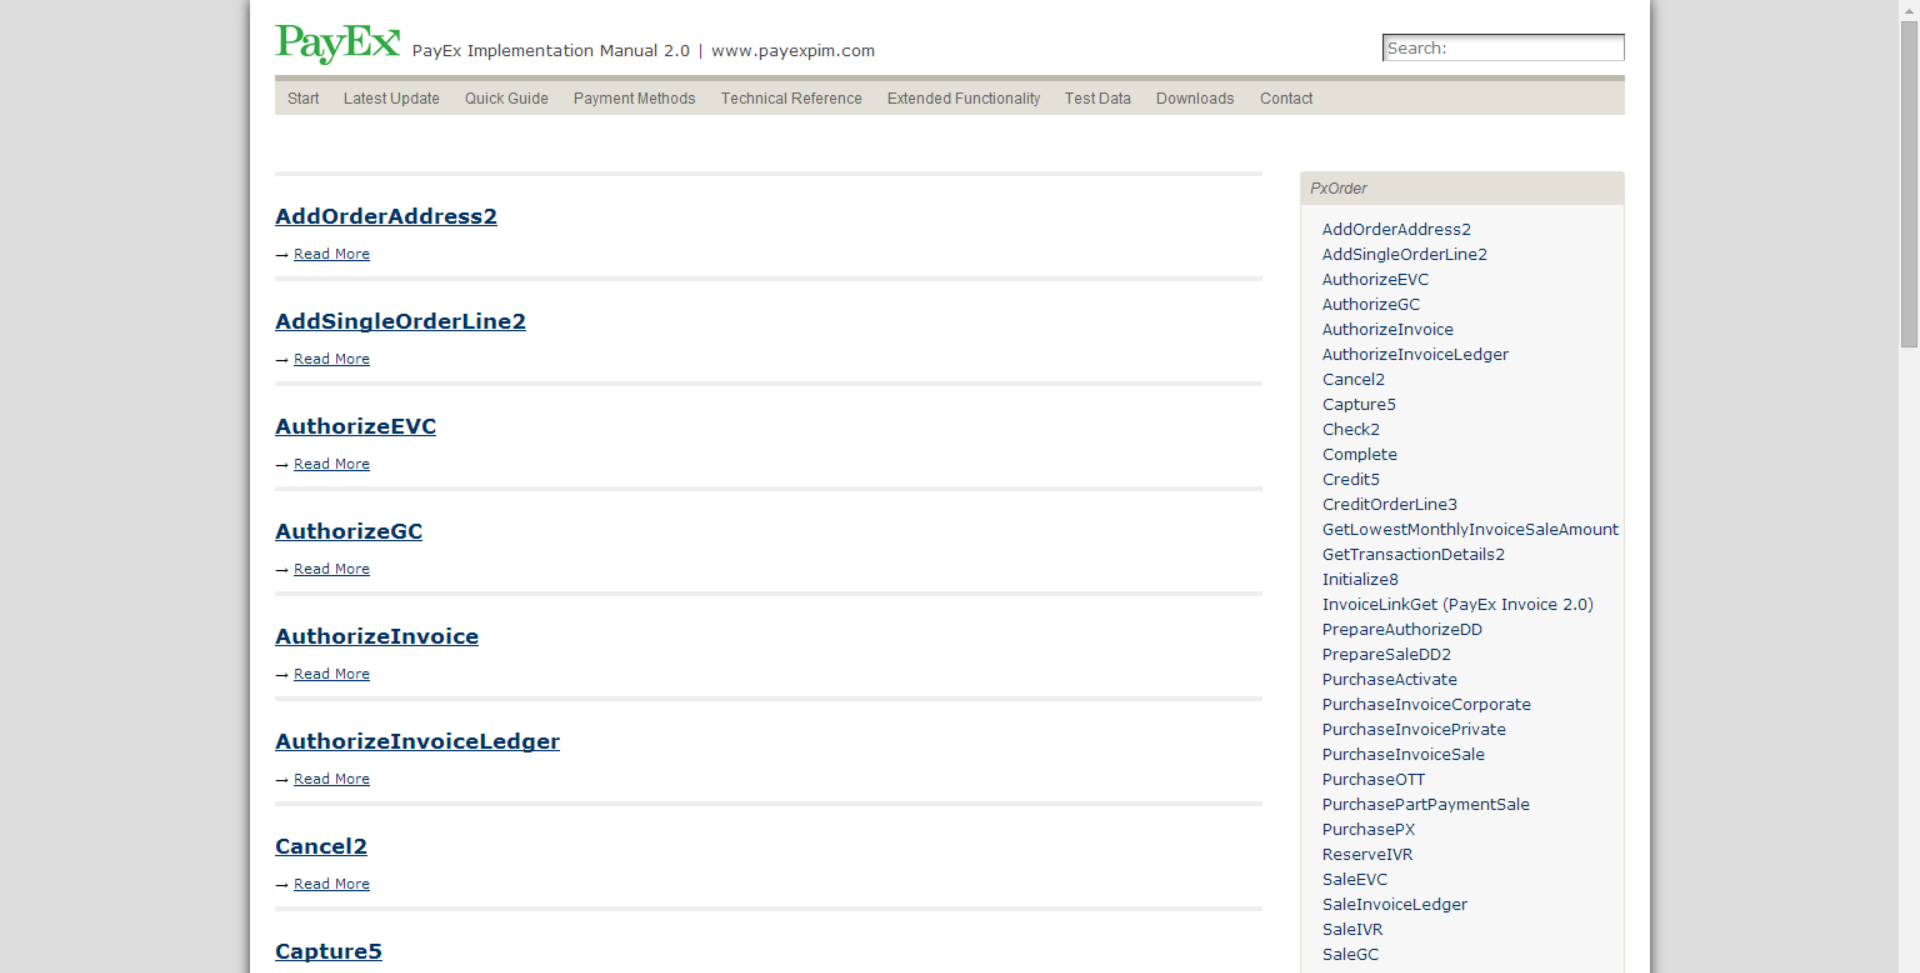 PayEx PayEx Implementation Manual 2.0 | www.payexpim.com
Search:
Start Latest Update Quick Guide Payment Methods Technical Reference Extended Functionality Test Data Downloads Contact
AddOrderAddress2
→ Read More
AddSingleOrderLine2
→ Read More
AuthorizeEVC
→ Read More
AuthorizeGC
→ Read More
AuthorizeInvoice
→ Read More
AuthorizeInvoiceLedger
→ Read More
Cancel2
→ Read More
Capture5
PxOrder
AddOrderAddress2
AddSingleOrderLine2
AuthorizeEVC
AuthorizeGC
AuthorizeInvoice
AuthorizeInvoiceLedger
Cancel2
Capture5
Check2
Complete
Credit5
CreditOrderLine3
GetLowestMonthlyInvoiceSaleAmount
GetTransactionDetails2
Initialize8
InvoiceLinkGet (PayEx Invoice 2.0)
PrepareAuthorizeDD
PrepareSaleDD2
PurchaseActivate
PurchaseInvoiceCorporate
PurchaseInvoicePrivate
PurchaseInvoiceSale
PurchaseOTT
PurchasePartPaymentSale
PurchasePX
ReserveIVR
SaleEVC
SaleInvoiceLedger
SaleIVR
SaleGC